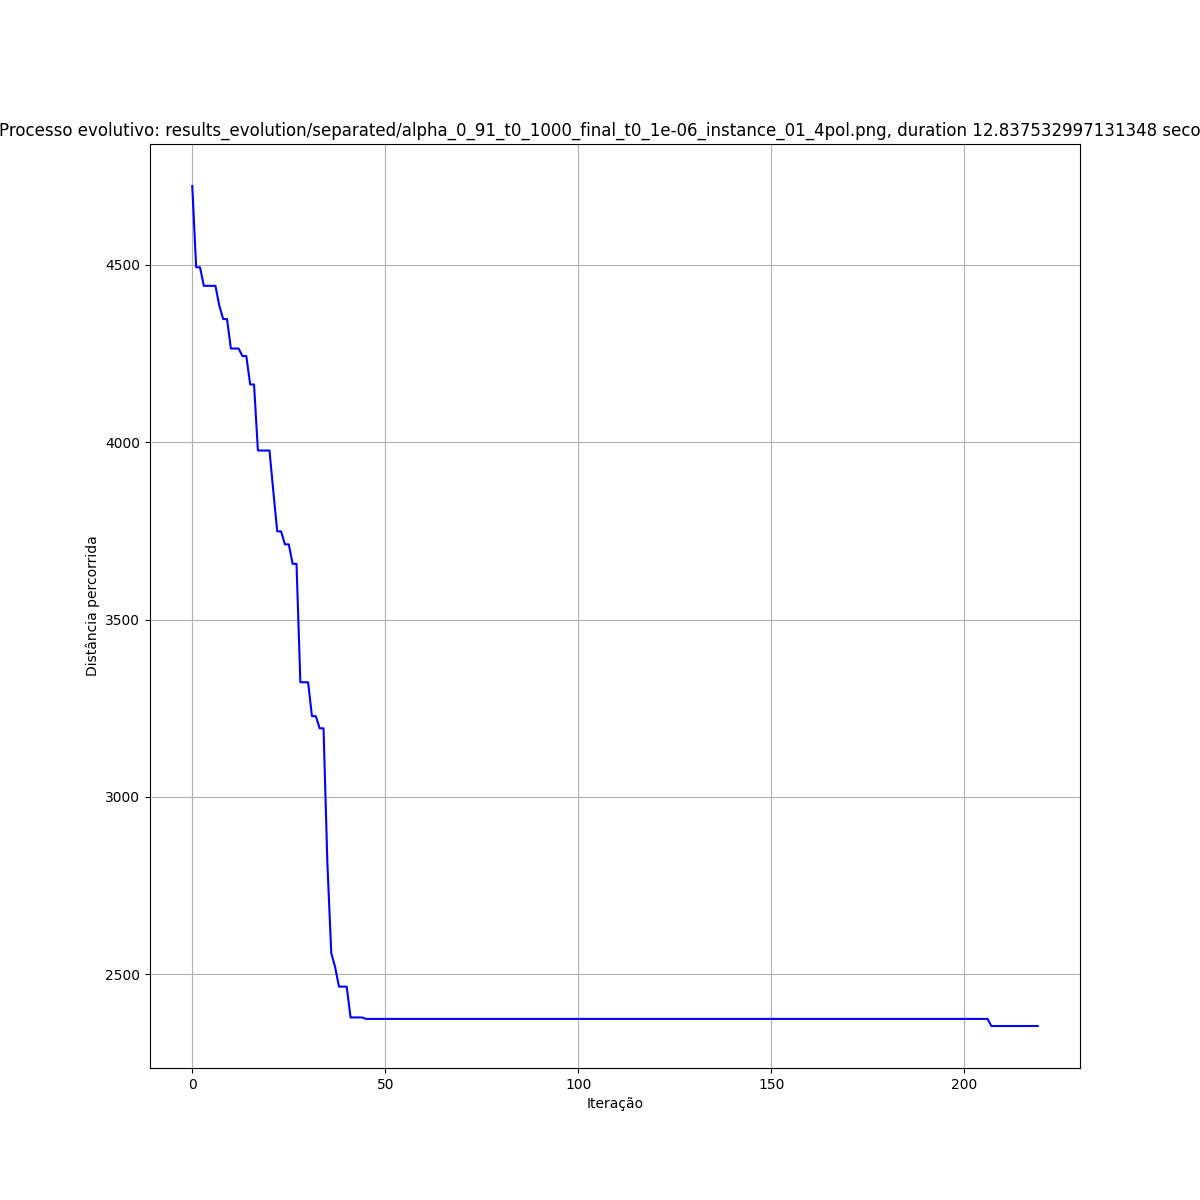 Processo evolutivo: results_evolution/separated/alpha_0_91_t0_1000_final_t0_1e-06_instance_01_4pol.png, duration 12.837532997131348 seco
4500
4000
3500
3000
2500
Distância percorrida
0 50 100 150 200
Iteração